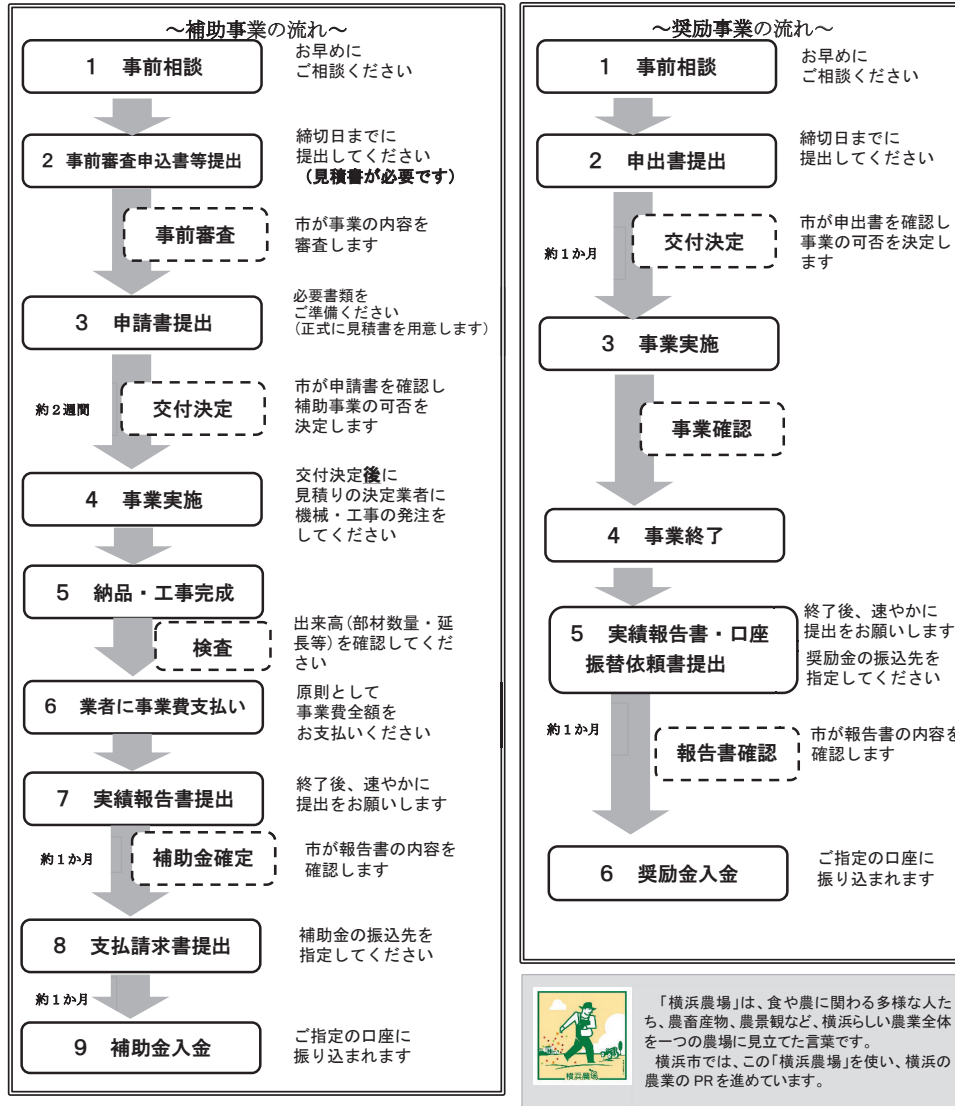 ～補助事業の流れ～
1　事前相談
お早めに
ご相談ください
2 事前審査申込書等提出
締切日までに
提出してください
（見積書が必要です）
事前審査
市が事業の内容を
審査します
3　申請書提出
必要書類を
ご準備ください
（正式に見積書を用意します）
約２週間
交付決定
市が申請書を確認し
補助事業の可否を
決定します
4　事業実施
交付決定後に
見積りの決定業者に
機械・工事の発注を
してください
5　納品・工事完成
検査
出来高(部材数量・延
長等)を確認してくだ
さい
6　業者に事業費支払い
原則として
事業費全額を
お支払いください
7　実績報告書提出
終了後、速やかに
提出をお願いします
約１か月
補助金確定
市が報告書の内容を
確認します
8　支払請求書提出
補助金の振込先を
指定してください
約１か月
9　補助金入金
ご指定の口座に
振り込まれます
～奨励事業の流れ～
1　事前相談
お早めに
ご相談ください
2　申出書提出
締切日までに
提出してください
約１か月
交付決定
市が申出書を確認し
事業の可否を決定し
ます
3　事業実施
事業確認
4　事業終了
5　実績報告書・口座
振替依頼書提出
終了後、速やかに
提出をお願いします
奨励金の振込先を
指定してください
約１か月
報告書確認
市が報告書の内容を
確認します
6　奨励金入金
ご指定の口座に
振り込まれます
横浜農場
「横浜農場」は、食や農に関わる多様な人た
ち、農畜産物、農景観など、横浜らしい農業全体
を一つの農場に見立てた言葉です。
横浜市では、この「横浜農場」を使い、横浜の
農業の PR を進めています。